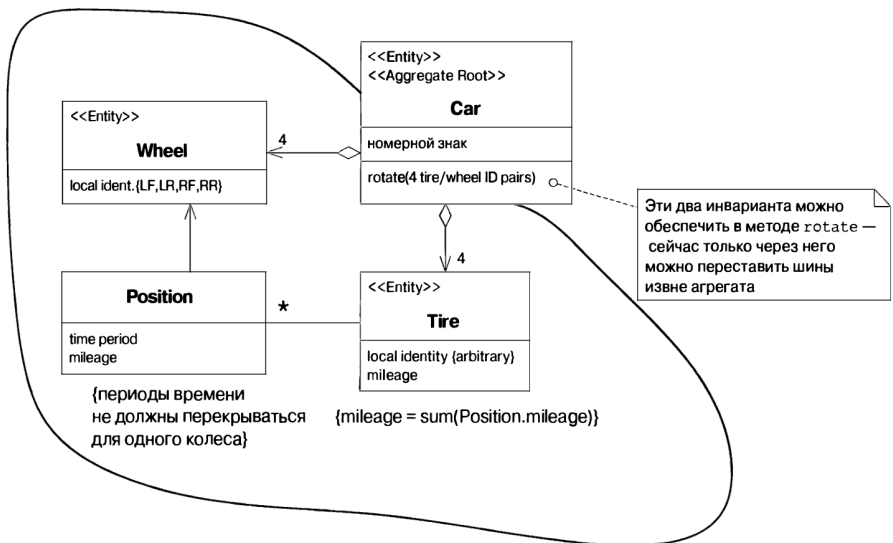 <<Entity>>
<<Aggregate Root>>
Car
номерной знак
rotate(4 tire/wheel ID pairs)
<<Entity>>
Wheel
local ident.{LF,LR,RF,RR}
4
4
Эти два инварианта можно
обеспечить в методе rotate —
сейчас только через него
можно переставить шины
извне агрегата
Position
time period
mileage
*
<<Entity>>
Tire
local identity {arbitrary}
mileage
{периоды времени
не должны перекрываться
для одного колеса}
{mileage = sum(Position.mileage)}